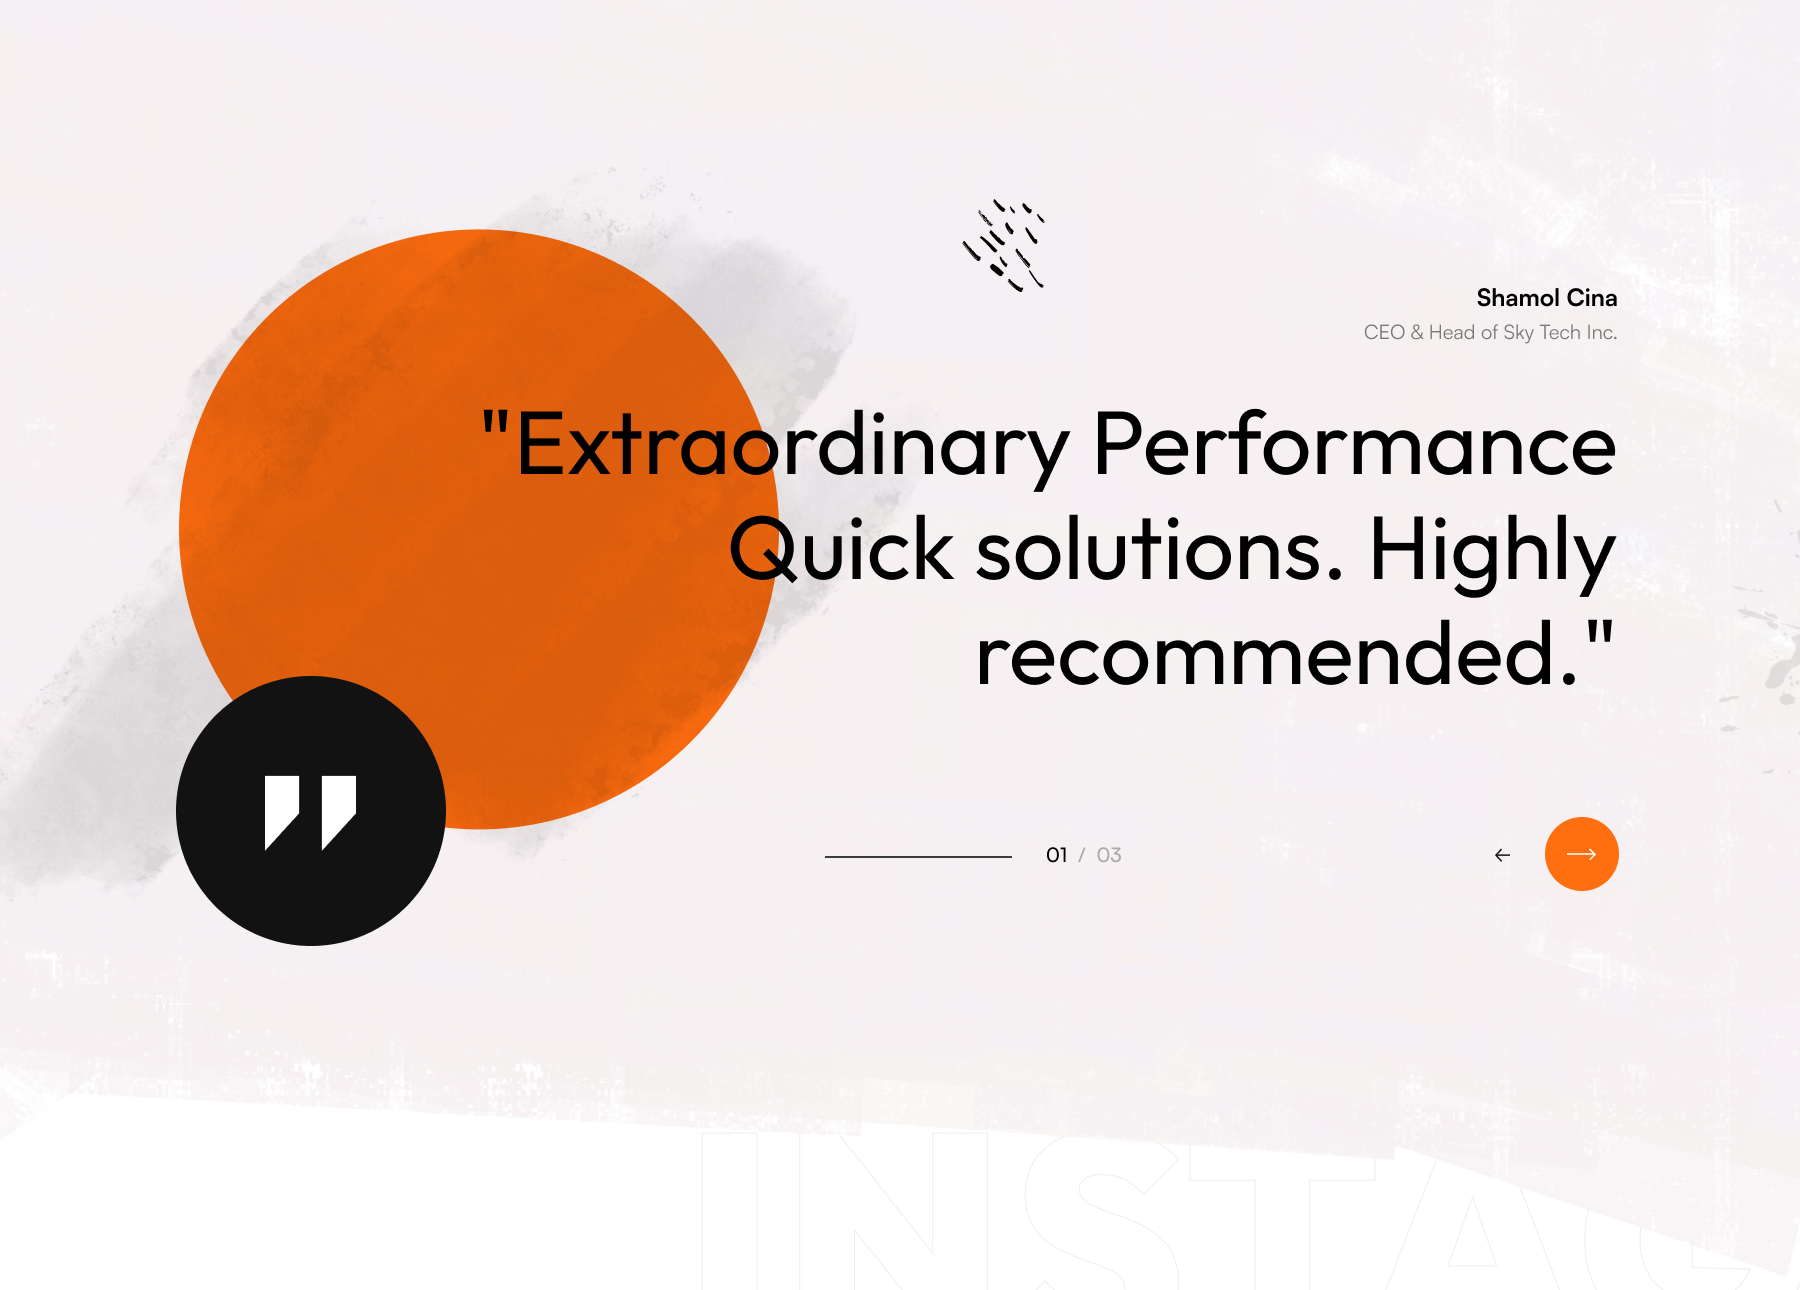 Shamol Cina
CEO & Head of Sky Tech Inc.
"Extraordinary Performance
Quick solutions. Highly
recommended."
01 / 03